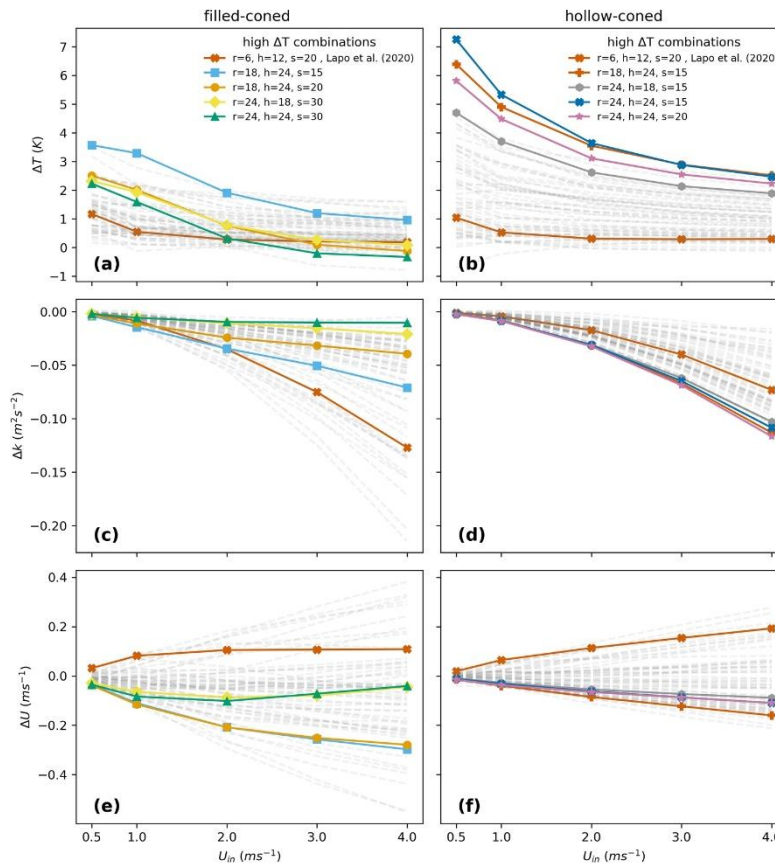 filled-coned
hollow-coned
high ΔT combinations
r=6, h=12, s=20 , Lapo et al. (2020)
r=18, h=24, s=15
r=18, h=24, s=20
r=24, h=18, s=30
r=24, h=24, s=30
high ΔT combinations
r=6, h=12, s=20 , Lapo et al. (2020)
r=18, h=24, s=15
r=24, h=18, s=15
r=24, h=24, s=15
r=24, h=24, s=20
ΔT (K)
7
6
5
4
3
2
1
0
−1
(a)
(b)
Δk (m²s⁻²)
0.00
−0.05
−0.10
−0.15
−0.20
(c)
(d)
ΔU (ms⁻¹)
0.4
0.2
0.0
−0.2
−0.4
(e)
(f)
0.5 1.0 2.0 3.0 4.0
0.5 1.0 2.0 3.0 4.0
U_in (ms⁻¹)
U_in (ms⁻¹)